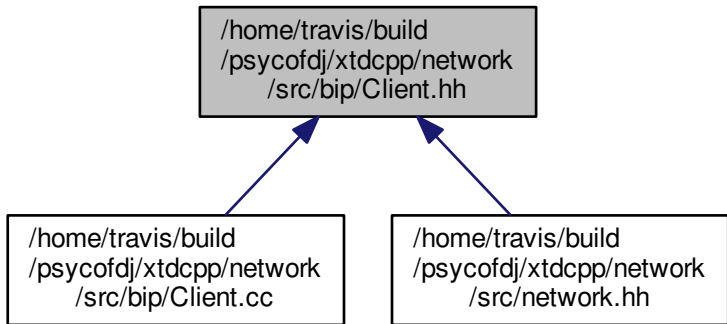 /home/travis/build
/psycofdj/xtdcpp/network
/src/bip/Client.hh
/home/travis/build
/psycofdj/xtdcpp/network
/src/bip/Client.cc
/home/travis/build
/psycofdj/xtdcpp/network
/src/network.hh